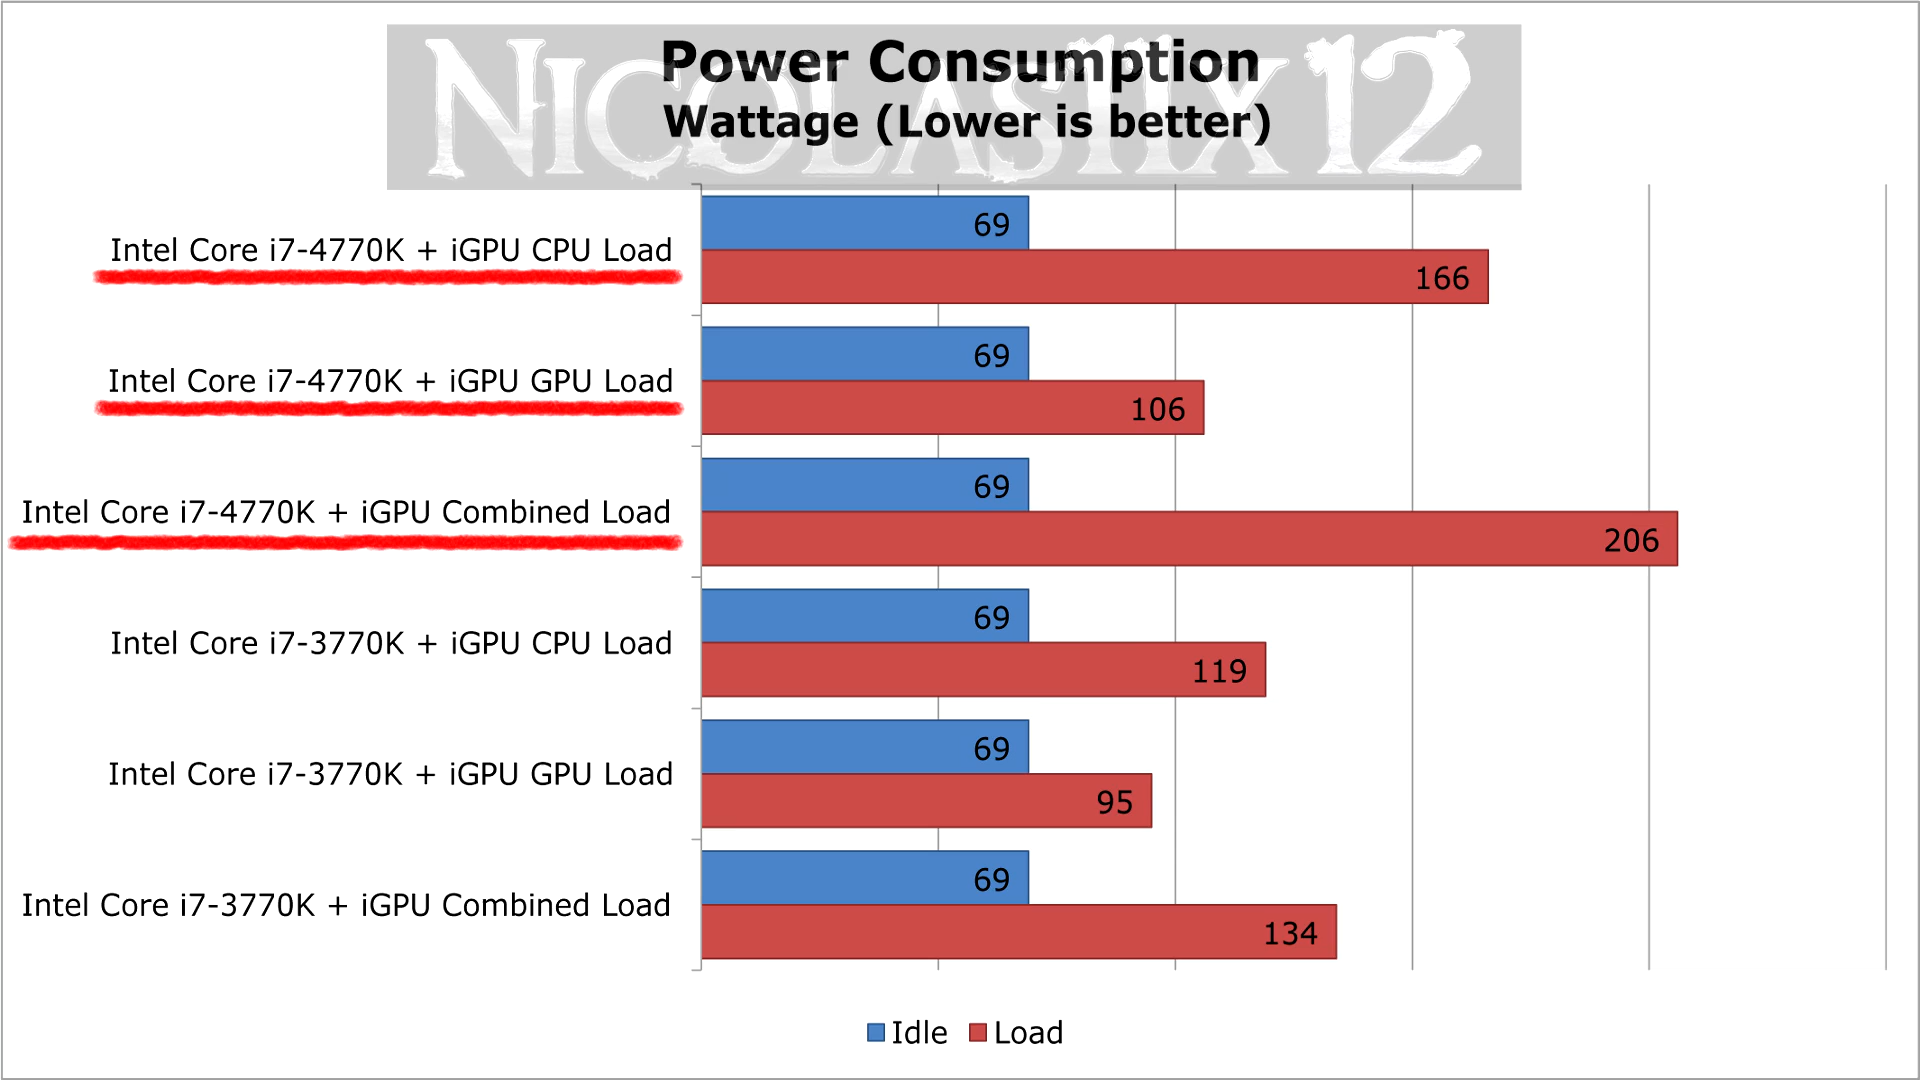 NICOLAS11X12
Power Consumption
Wattage (Lower is better)
Intel Core i7-4770K + iGPU CPU Load
69
166
Intel Core i7-4770K + iGPU GPU Load
69
106
Intel Core i7-4770K + iGPU Combined Load
69
206
Intel Core i7-3770K + iGPU CPU Load
69
119
Intel Core i7-3770K + iGPU GPU Load
69
95
Intel Core i7-3770K + iGPU Combined Load
69
134
Idle Load